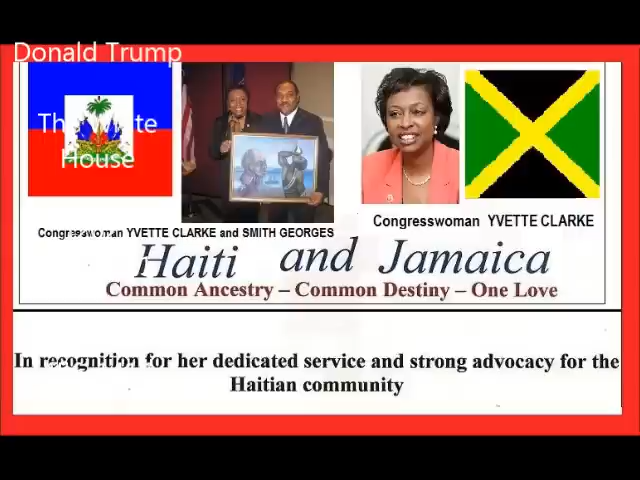 Donald Trump
The White
House
Congresswoman YVETTE CLARKE and SMITH GEORGES
Congresswoman YVETTE CLARKE
Haiti and Jamaica
Common Ancestry – Common Destiny – One Love
In recognition for her dedicated service and strong advocacy for the
Haitian community